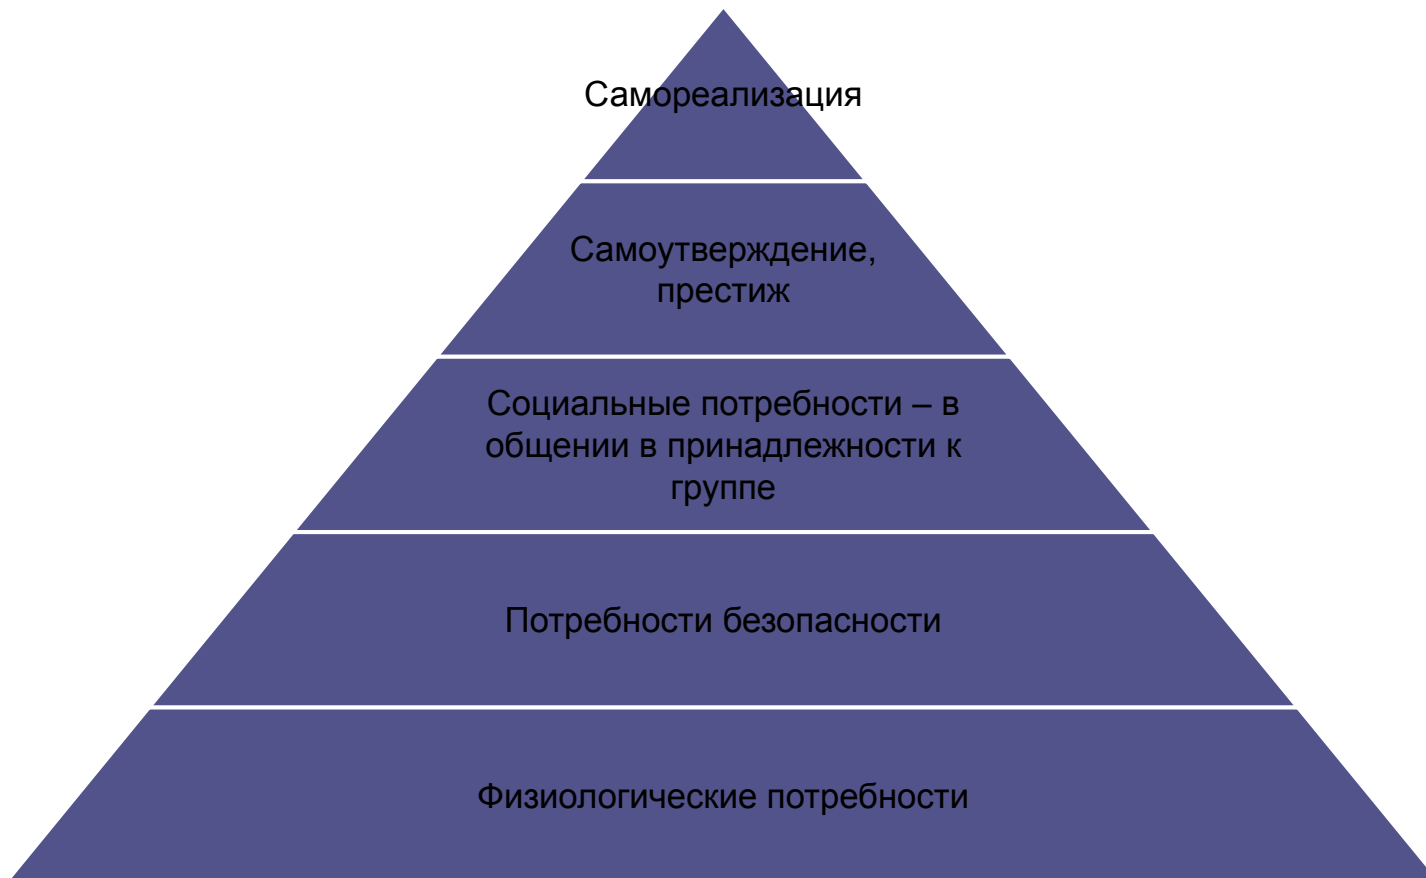 Самореализация
Самоутверждение,
престиж
Социальные потребности – в
общении в принадлежности к
группе
Потребности безопасности
Физиологические потребности